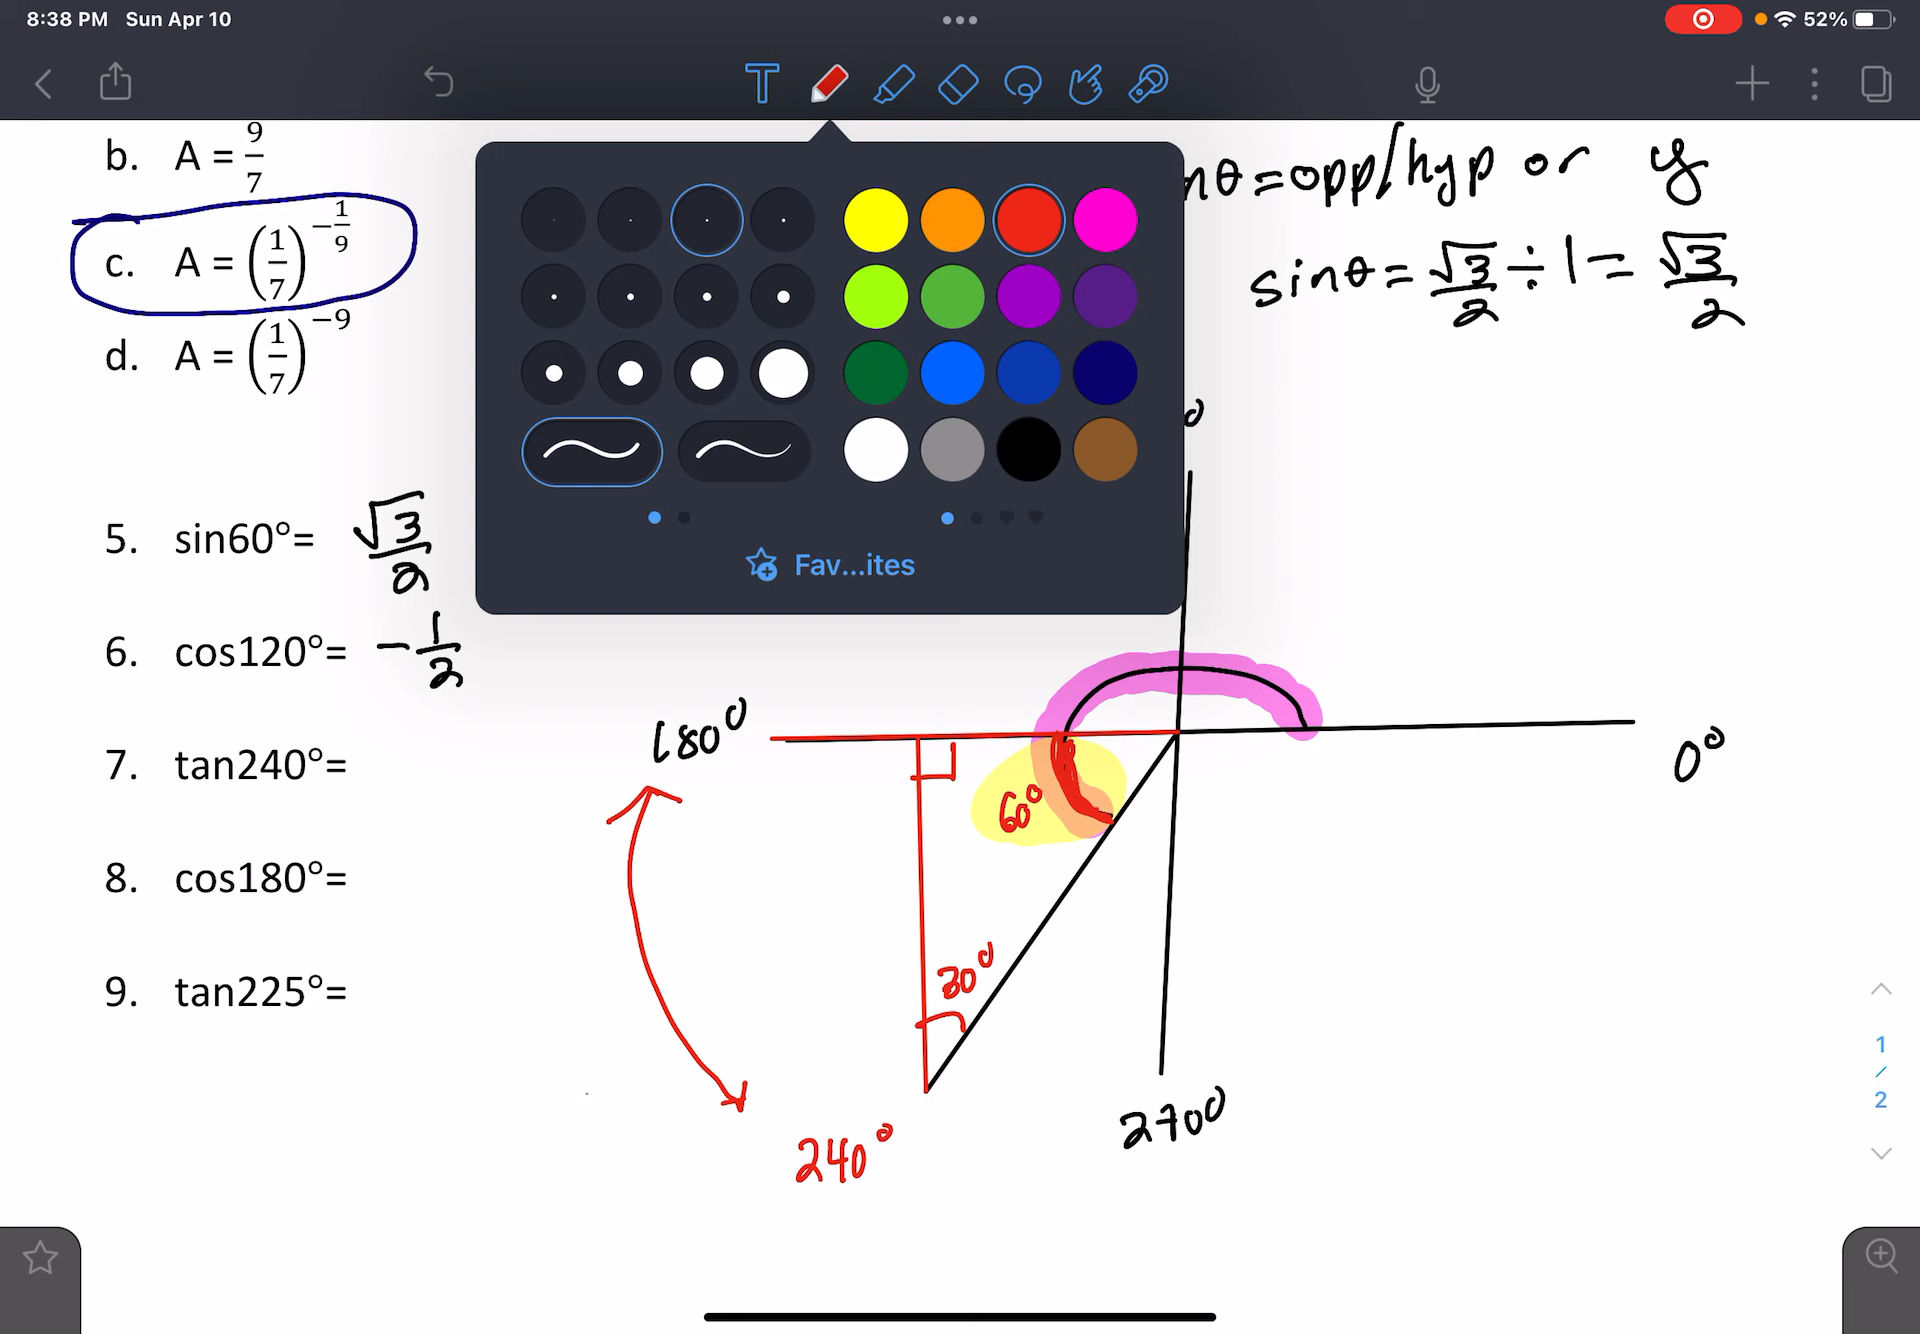 8:38 PM Sun Apr 10
52%
b. A = 9/7
c. A = (1/7)^(-1/9)
d. A = (1/7)^(-9)
nθ = opp/hyp or y
sinθ = √3/2 ÷ 1 = √3/2
Fav...ites
5. sin60°= √3/2
6. cos120°= -1/2
7. tan240°=
8. cos180°=
9. tan225°=
180°
0°
60°
30°
240°
270°
1
/
2